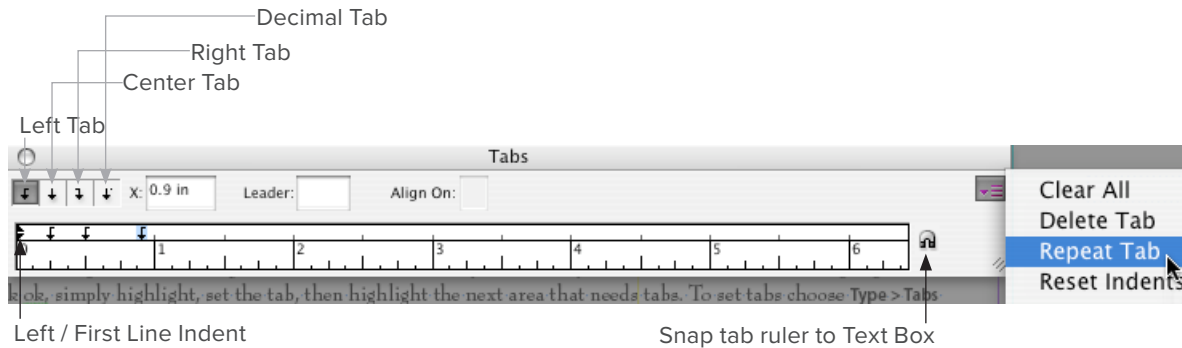 Decimal Tab
Right Tab
Center Tab
Left Tab
Tabs
X: 0.9 in Leader: Align On:
Clear All
Delete Tab
Repeat Tab
Reset Indents
0 1 2 3 4 5 6
ok, simply highlight, set the tab, then highlight the next area that needs tabs. To set tabs choose Type > Tabs
Left / First Line Indent
Snap tab ruler to Text Box